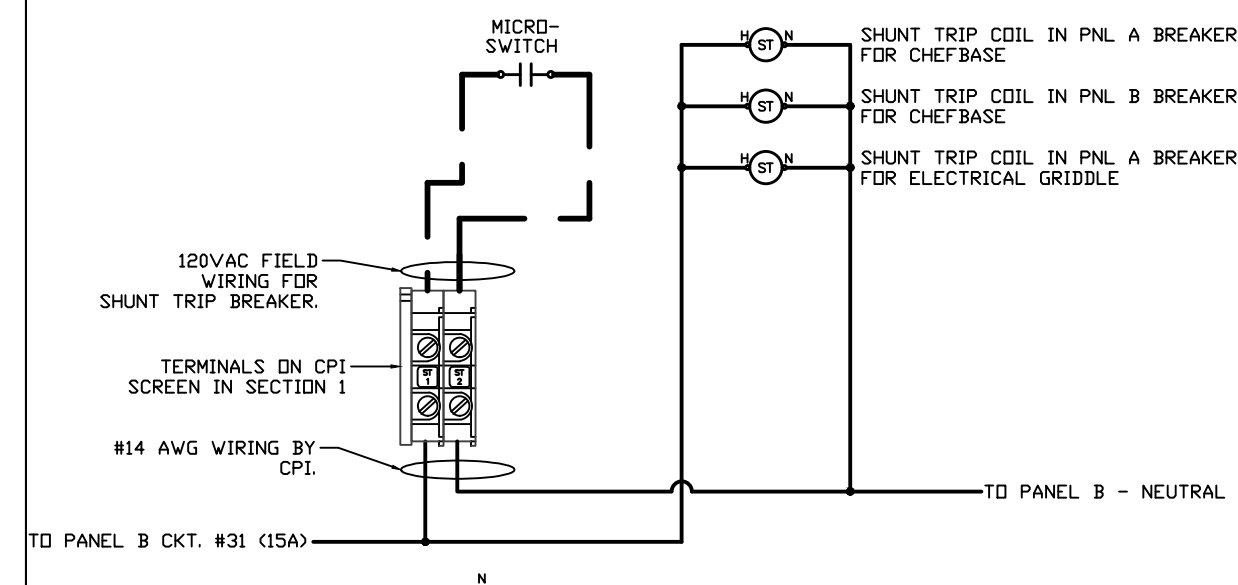 MICRO-
SWITCH
H ST N
SHUNT TRIP COIL IN PNL A BREAKER
FOR CHEFBASE
H ST N
SHUNT TRIP COIL IN PNL B BREAKER
FOR CHEFBASE
H ST N
SHUNT TRIP COIL IN PNL A BREAKER
FOR ELECTRICAL GRIDDLE
120VAC FIELD
WIRING FOR
SHUNT TRIP BREAKER.
TERMINALS ON CPI
SCREEN IN SECTION 1
ST ST
1 2
#14 AWG WIRING BY
CPI.
TO PANEL B - NEUTRAL
TO PANEL B CKT. #31 (15A)
N